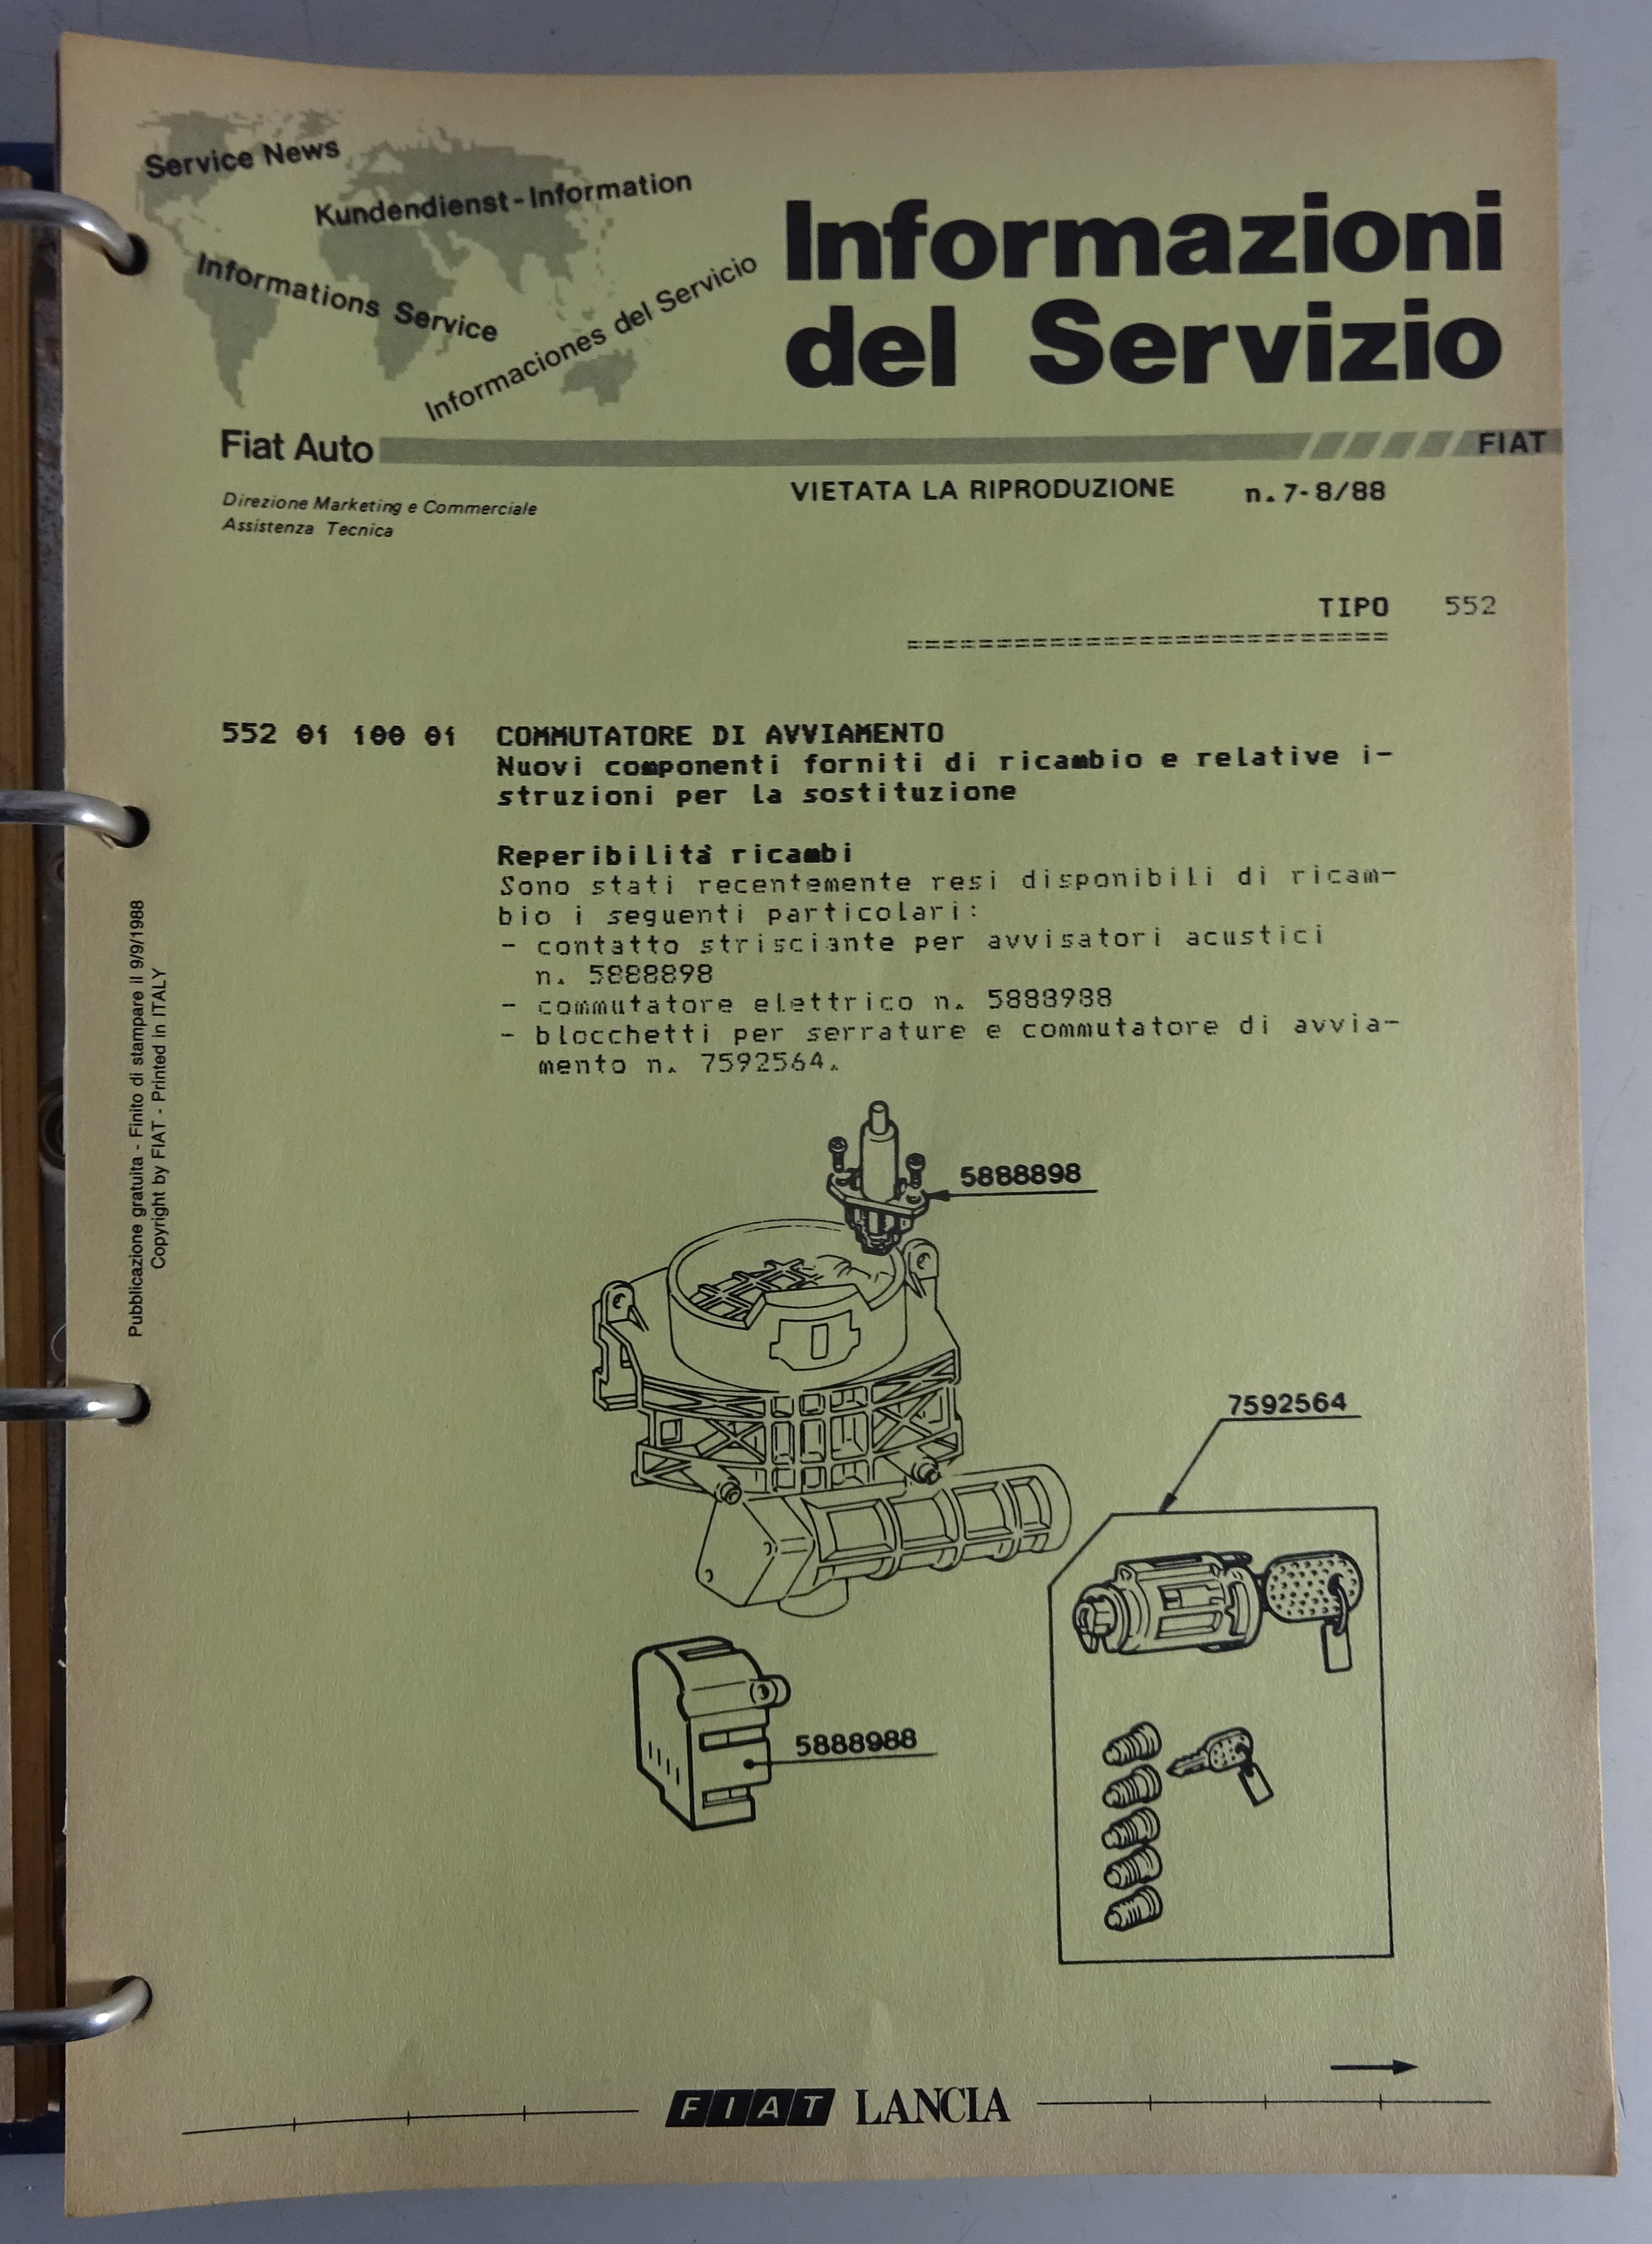 Service News
Kundendienst-Information
Informations Service
Informaciones del Servicio
Informazioni
del Servizio
Fiat Auto
FIAT
Direzione Marketing e Commerciale
Assistenza Tecnica
VIETATA LA RIPRODUZIONE n. 7-8/88
TIPO 552
===========================
552 01 100 01 COMMUTATORE DI AVVIAMENTO
Nuovi componenti forniti di ricambio e relative i-
struzioni per la sostituzione
Reperibilità ricambi
Sono stati recentemente resi disponibili di ricam-
bio i seguenti particolari:
- contatto strisciante per avvisatori acustici
n. 5888898
- commutatore elettrico n. 5888988
- blocchetti per serrature e commutatore di avvia-
mento n. 7592564.
Pubblicazione gratuita - Finito di stampare il 9/9/1988
Copyright by FIAT - Printed in ITALY
5888898
7592564
5888988
FIAT LANCIA